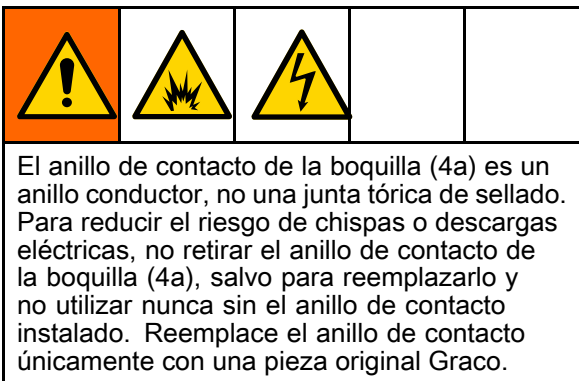 El anillo de contacto de la boquilla (4a) es un
anillo conductor, no una junta tórica de sellado.
Para reducir el riesgo de chispas o descargas
eléctricas, no retirar el anillo de contacto de
la boquilla (4a), salvo para reemplazarlo y
no utilizar nunca sin el anillo de contacto
instalado. Reemplace el anillo de contacto
únicamente con una pieza original Graco.